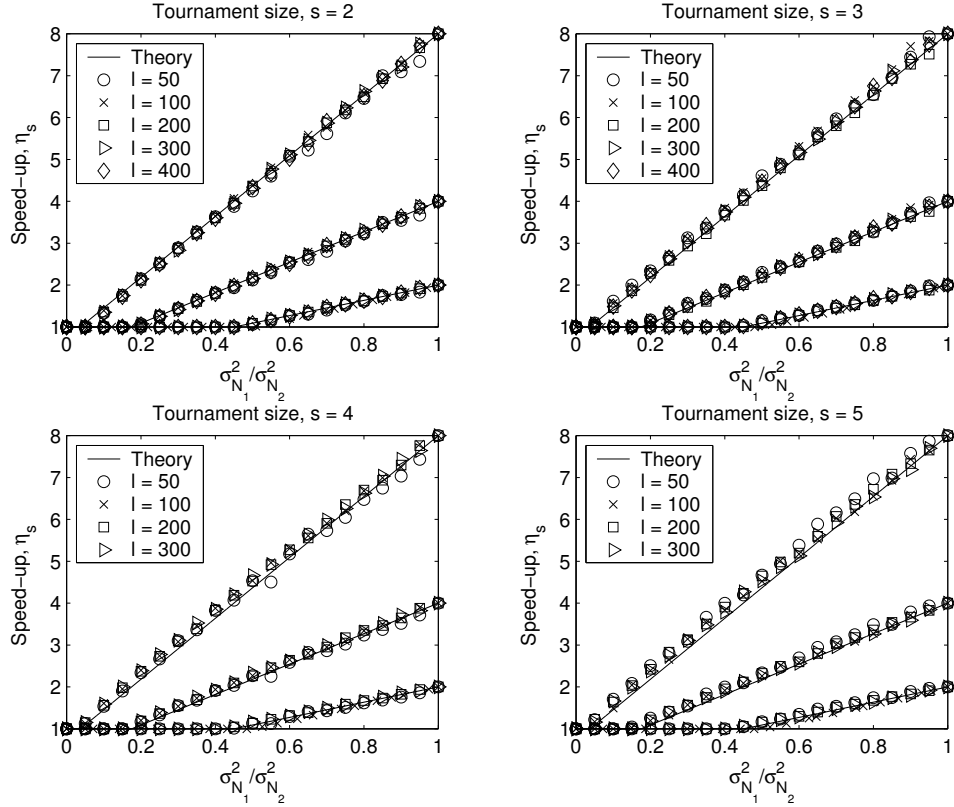 Tournament size, s = 2
Speed−up, η_s
8
7
6
5
4
3
2
1
Theory
l = 50
l = 100
l = 200
l = 300
l = 400
0 0.2 0.4 0.6 0.8 1
σ²_N₁/σ²_N₂
Tournament size, s = 3
Speed−up, η_s
8
7
6
5
4
3
2
1
Theory
l = 50
l = 100
l = 200
l = 300
l = 400
0 0.2 0.4 0.6 0.8 1
σ²_N₁/σ²_N₂
Tournament size, s = 4
Speed−up, η_s
8
7
6
5
4
3
2
1
Theory
l = 50
l = 100
l = 200
l = 300
0 0.2 0.4 0.6 0.8 1
σ²_N₁/σ²_N₂
Tournament size, s = 5
Speed−up, η_s
8
7
6
5
4
3
2
1
Theory
l = 50
l = 100
l = 200
l = 300
0 0.2 0.4 0.6 0.8 1
σ²_N₁/σ²_N₂